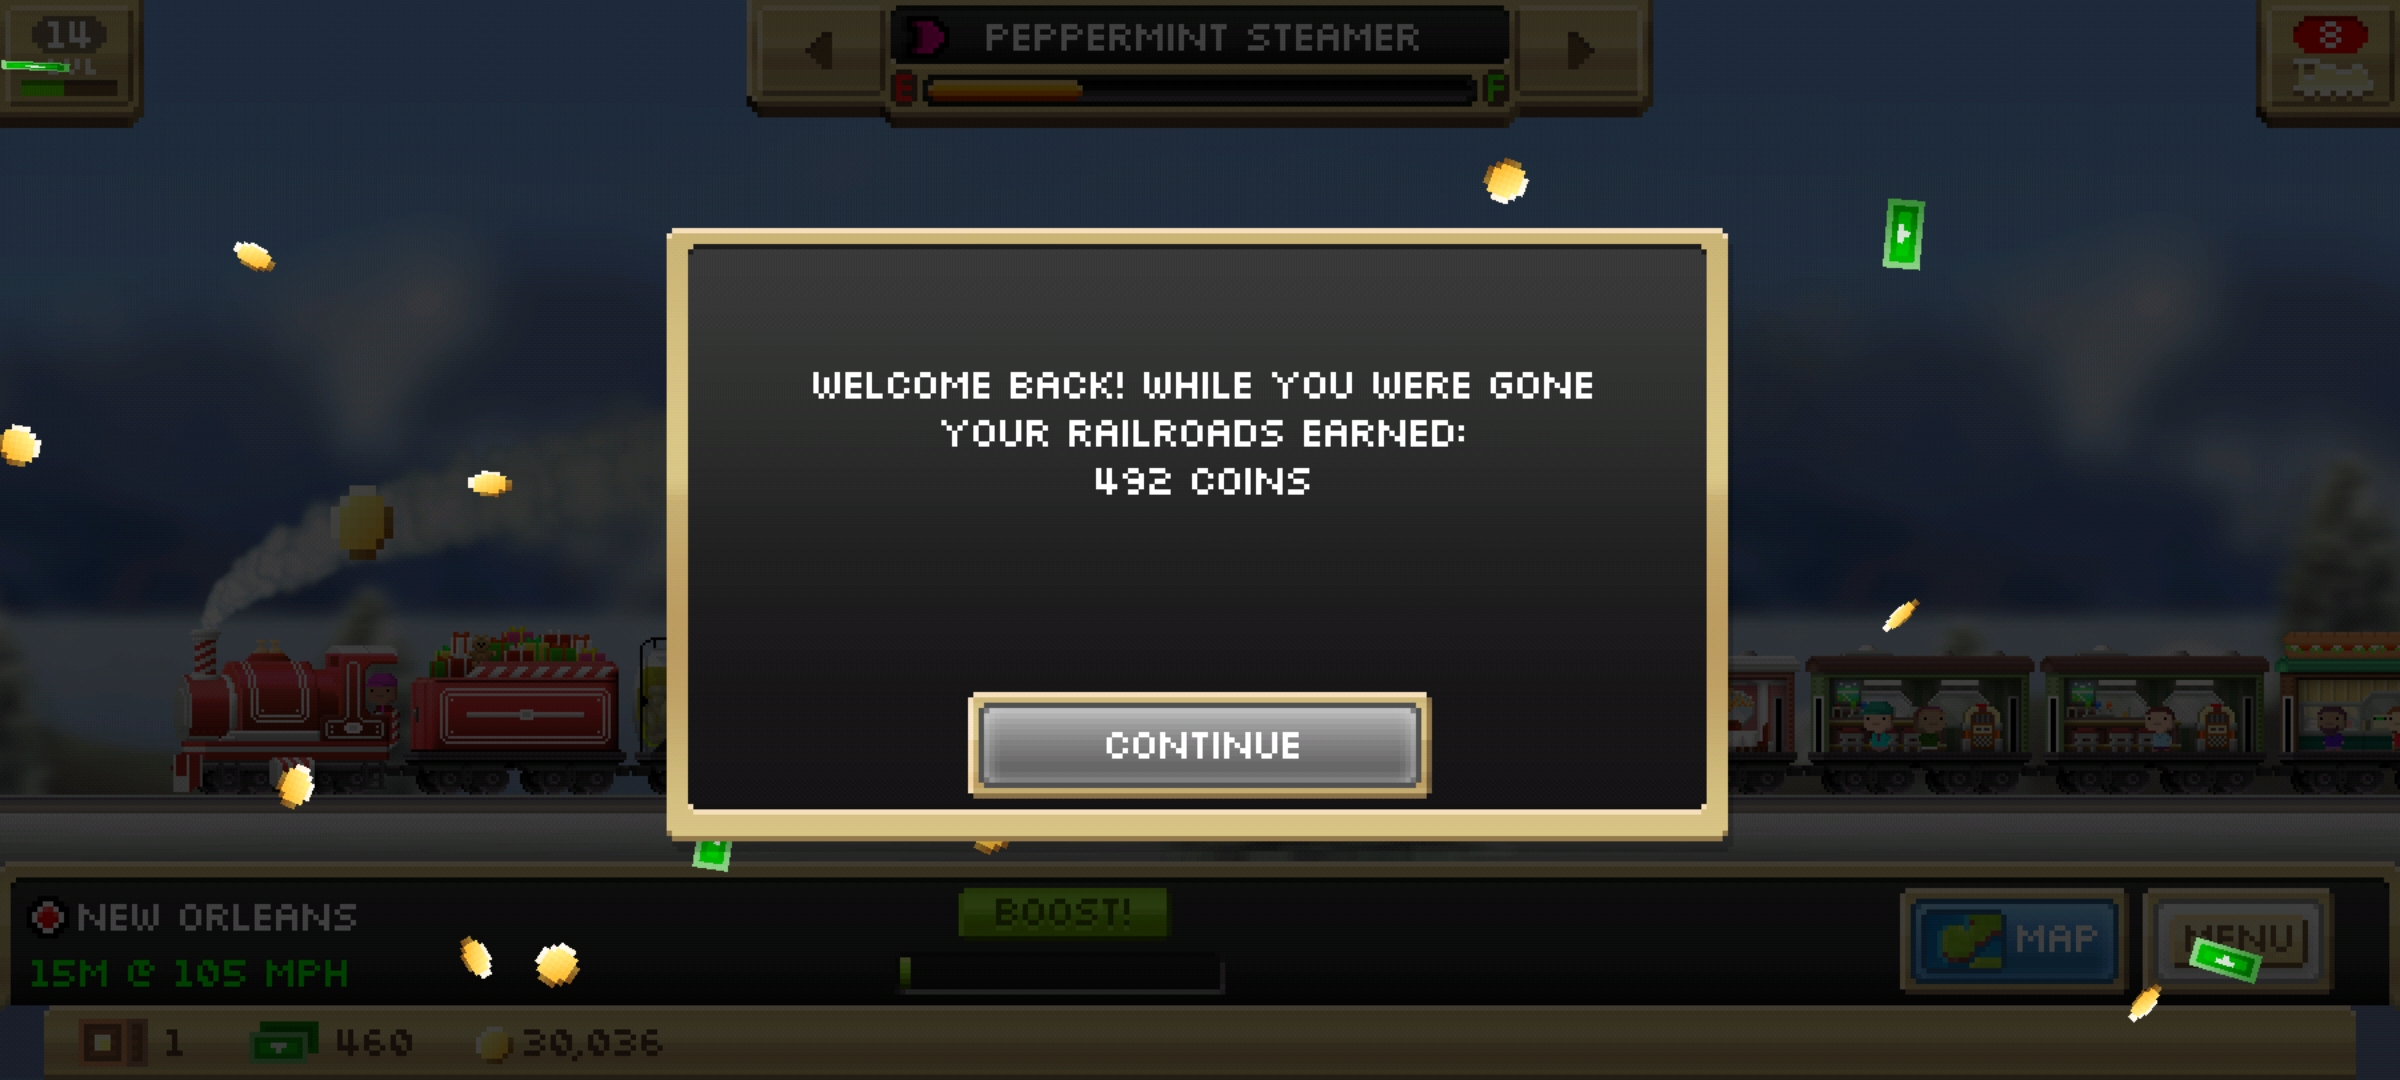 14
LVL
PEPPERMINT STEAMER
E F
8
WELCOME BACK! WHILE YOU WERE GONE
YOUR RAILROADS EARNED:
492 COINS
CONTINUE
NEW ORLEANS
15M @ 105 MPH
BOOST!
MAP
MENU
1
460
30,036